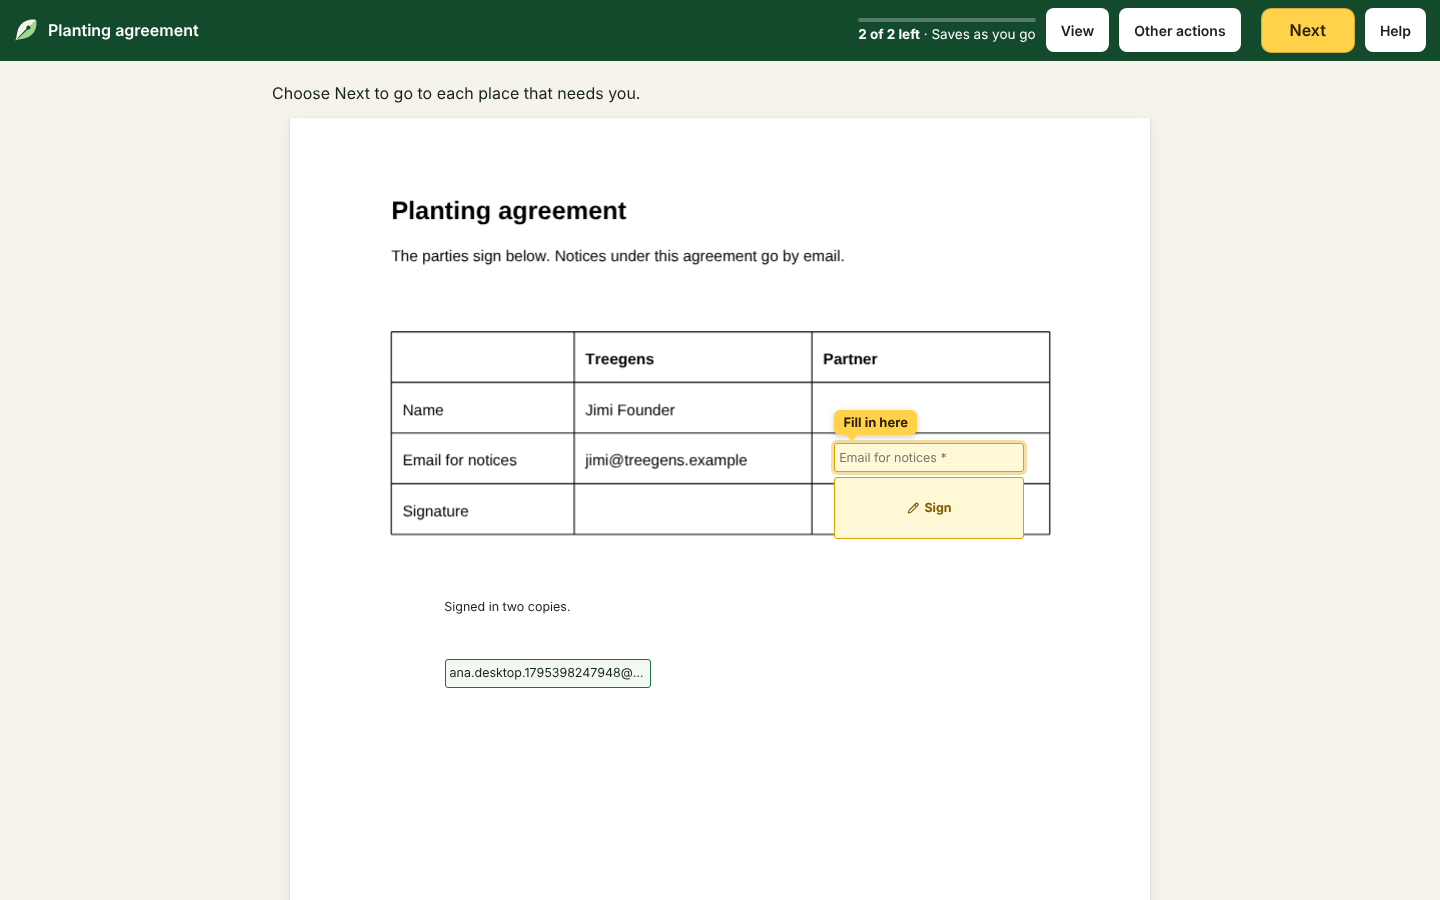 Planting agreement
2 of 2 left · Saves as you go
View
Other actions
Next
Help
Choose Next to go to each place that needs you.
Planting agreement
The parties sign below. Notices under this agreement go by email.
Treegens
Partner
Name
Jimi Founder
Fill in here
Email for notices
jimi@treegens.example
Email for notices *
Signature
Sign
Signed in two copies.
ana.desktop.1795398247948@...